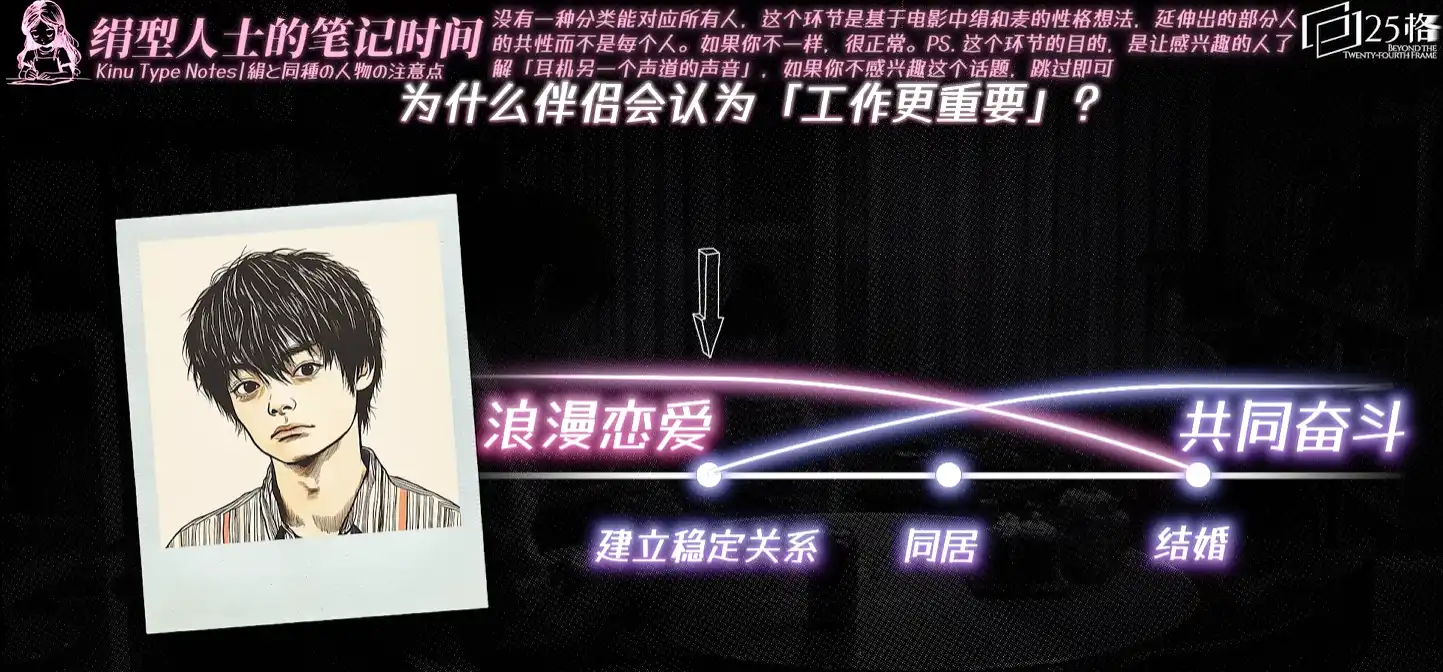 绢型人士的笔记时间
Kinu Type Notes|絹と同種の人物の注意点
没有一种分类能对应所有人，这个环节是基于电影中绢和麦的性格想法，延伸出的部分人
的共性而不是每个人。如果你不一样，很正常。PS. 这个环节的目的，是让感兴趣的人了
解「耳机另一个声道的声音」，如果你不感兴趣这个话题，跳过即可
125格
BEYOND THE
TWENTY-FOURTH FRAME
为什么伴侣会认为「工作更重要」？
浪漫恋爱
共同奋斗
建立稳定关系
同居
结婚